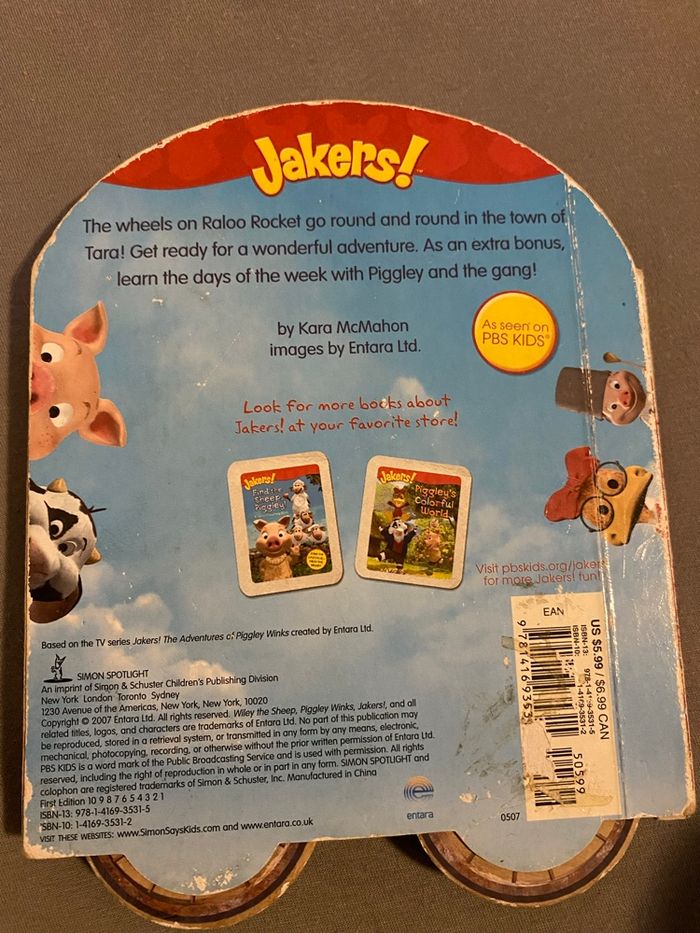 Jakers!™
The wheels on Raloo Rocket go round and round in the town of
Tara! Get ready for a wonderful adventure. As an extra bonus,
learn the days of the week with Piggley and the gang!
by Kara McMahon
images by Entara Ltd.
As seen on
PBS KIDS®
Look for more books about
Jakers! at your favorite store!
Jakers!
Find the
Sheep,
Piggley!
Jakers!
Piggley's
Colorful
World
Visit pbskids.org/jakers
for more Jakers! fun!
Based on the TV series Jakers! The Adventures of Piggley Winks created by Entara Ltd.
SIMON SPOTLIGHT
An imprint of Simon & Schuster Children's Publishing Division
New York London Toronto Sydney
1230 Avenue of the Americas, New York, New York, 10020
Copyright © 2007 Entara Ltd. All rights reserved. Wiley the Sheep, Piggley Winks, Jakers!, and all
related titles, logos, and characters are trademarks of Entara Ltd. No part of this publication may
be reproduced, stored in a retrieval system, or transmitted in any form by any means, electronic,
mechanical, photocopying, recording, or otherwise without the prior written permission of Entara Ltd.
PBS KIDS is a word mark of the Public Broadcasting Service and is used with permission. All rights
reserved, including the right of reproduction in whole or in part in any form. SIMON SPOTLIGHT and
colophon are registered trademarks of Simon & Schuster, Inc. Manufactured in China
First Edition 10 9 8 7 6 5 4 3 2 1
ISBN-13: 978-1-4169-3531-5
ISBN-10: 1-4169-3531-2
VISIT THESE WEBSITES: www.SimonSaysKids.com and www.entara.co.uk
entara
0507
EAN
US $5.99 / $6.99 CAN
ISBN-13: 978-1-4169-3531-5
ISBN-10: 1-4169-3531-2
50599